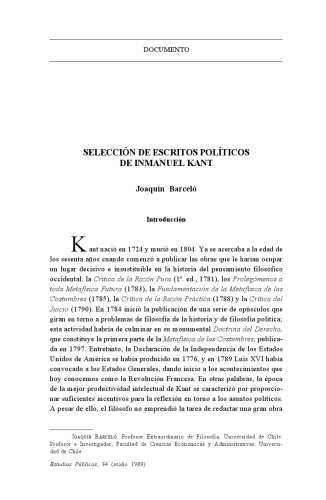 DOCUMENTO
SELECCIÓN DE ESCRITOS POLÍTICOS
DE INMANUEL KANT
Joaquín Barceló
Introducción
Kant nació en 1724 y murió en 1804. Ya se acercaba a la edad de
los sesenta años cuando comenzó a publicar las obras que le harían ocupar
un lugar decisivo e insustituible en la historia del pensamiento filosófico
occidental: la Crítica de la Razón Pura (1ª. ed., 1781), los Prolegómenos a
toda Metafísica Futura (1783), la Fundamentación de la Metafísica de las
Costumbres (1785), la Crítica de la Razón Práctica (1788) y la Crítica del
Juicio (1790). En 1784 inició la publicación de una serie de opúsculos que
giran en torno a problemas de filosofía de la historia y de filosofía política;
esta actividad habría de culminar en su monumental Doctrina del Derecho,
que constituye la primera parte de la Metafísica de las Costumbres, publica-
da en 1797. Entretanto, la Declaración de la Independencia de los Estados
Unidos de América se había producido en 1776, y en 1789 Luis XVI había
convocado a los Estados Generales, dando inicio a los acontecimientos que
hoy conocemos como la Revolución Francesa. En otras palabras, la época
de la mejor productividad intelectual de Kant se caracterizó por proporcio-
nar suficientes incentivos para la reflexión en torno a los asuntos políticos.
A pesar de ello, el filósofo no emprendió la tarea de redactar una gran obra
JOAQUÍN BARCELÓ. Profesor Extraordinario de Filosofía, Universidad de Chile.
Profesor e Investigador, Facultad de Ciencias Económicas y Administrativas, Universi-
dad de Chile.
Estudios Públicos, 34 (otoño 1989)